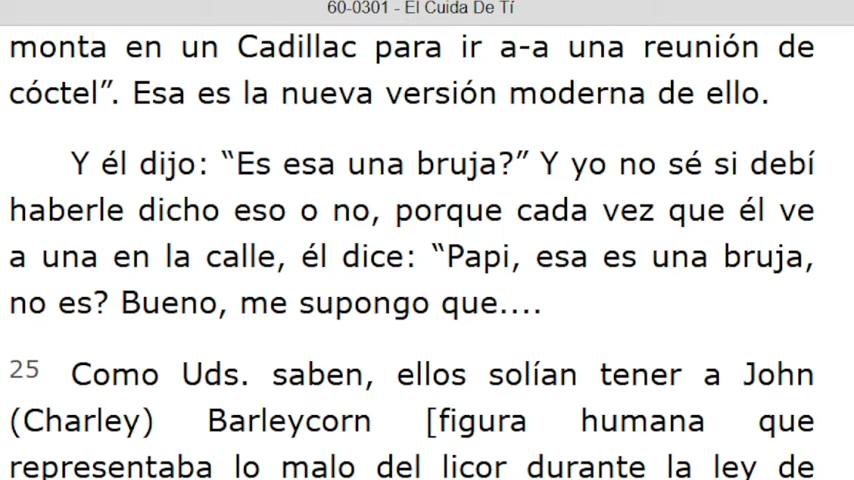 60-0301 - El Cuida De Tí
monta en un Cadillac para ir a-a una reunión de
cóctel”. Esa es la nueva versión moderna de ello.
Y él dijo: “Es esa una bruja?” Y yo no sé si debí
haberle dicho eso o no, porque cada vez que él ve
a una en la calle, él dice: “Papi, esa es una bruja,
no es? Bueno, me supongo que....
25 Como Uds. saben, ellos solían tener a John
(Charley) Barleycorn [figura humana que
representaba lo malo del licor durante la ley de